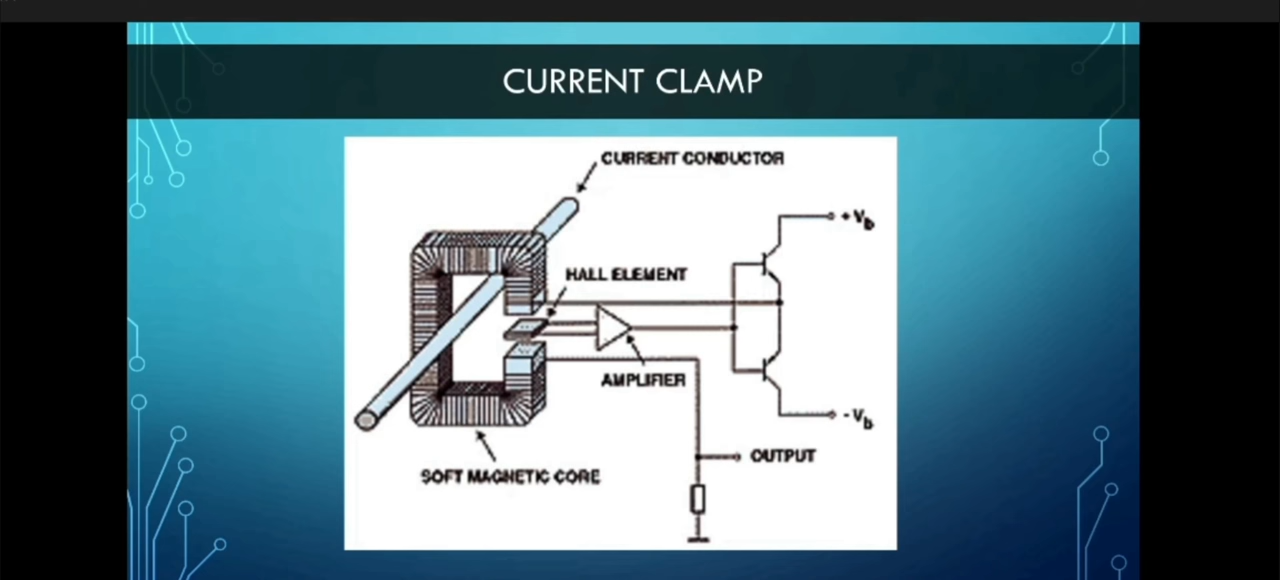 CURRENT CLAMP
CURRENT CONDUCTOR
+ Vb
HALL ELEMENT
AMPLIFIER
- Vb
OUTPUT
SOFT MAGNETIC CORE